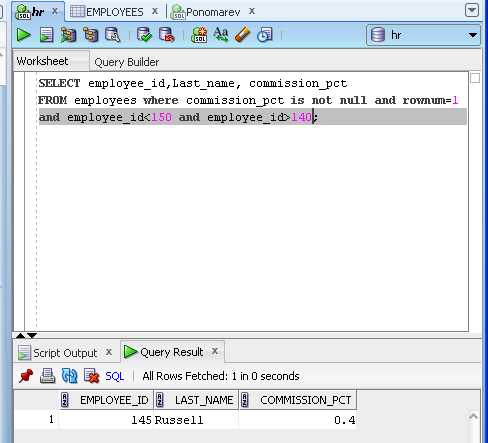 hr x EMPLOYEES x Ponomarev x
SQL Aa hr
Worksheet Query Builder
SELECT employee_id,Last_name, commission_pct
FROM employees where commission_pct is not null and rownum=1
and employee_id<150 and employee_id>140;
Script Output x Query Result x
SQL | All Rows Fetched: 1 in 0 seconds
EMPLOYEE_ID LAST_NAME COMMISSION_PCT
1 145 Russell 0.4